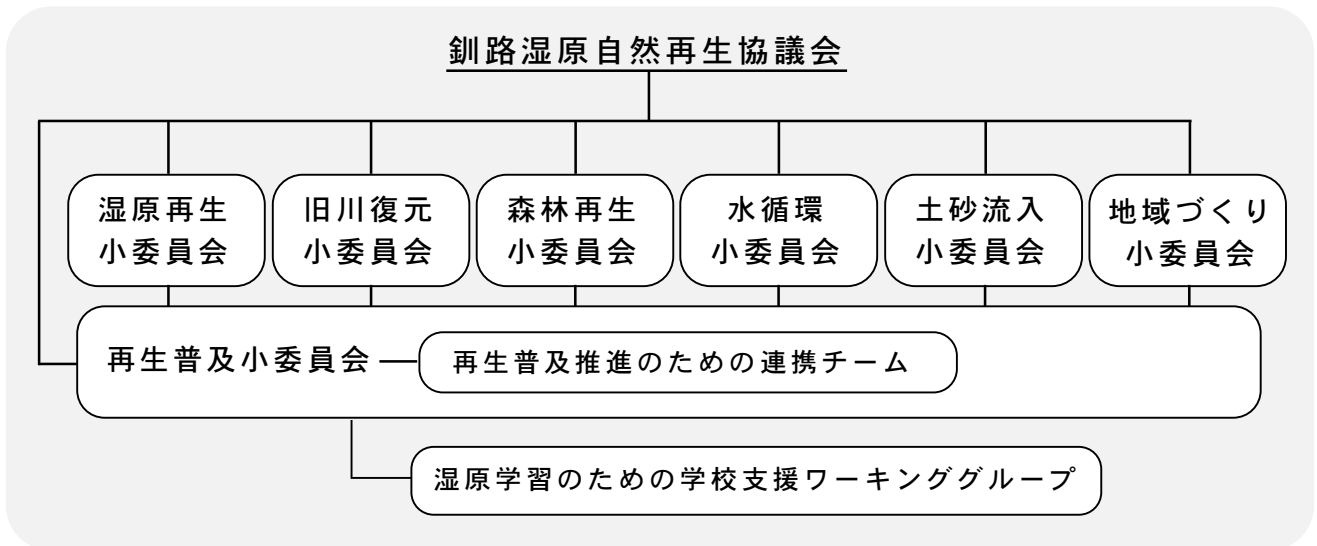 釧路湿原自然再生協議会
湿原再生
小委員会
旧川復元
小委員会
森林再生
小委員会
水循環
小委員会
土砂流入
小委員会
地域づくり
小委員会
再生普及小委員会
再生普及推進のための連携チーム
湿原学習のための学校支援ワーキンググループ